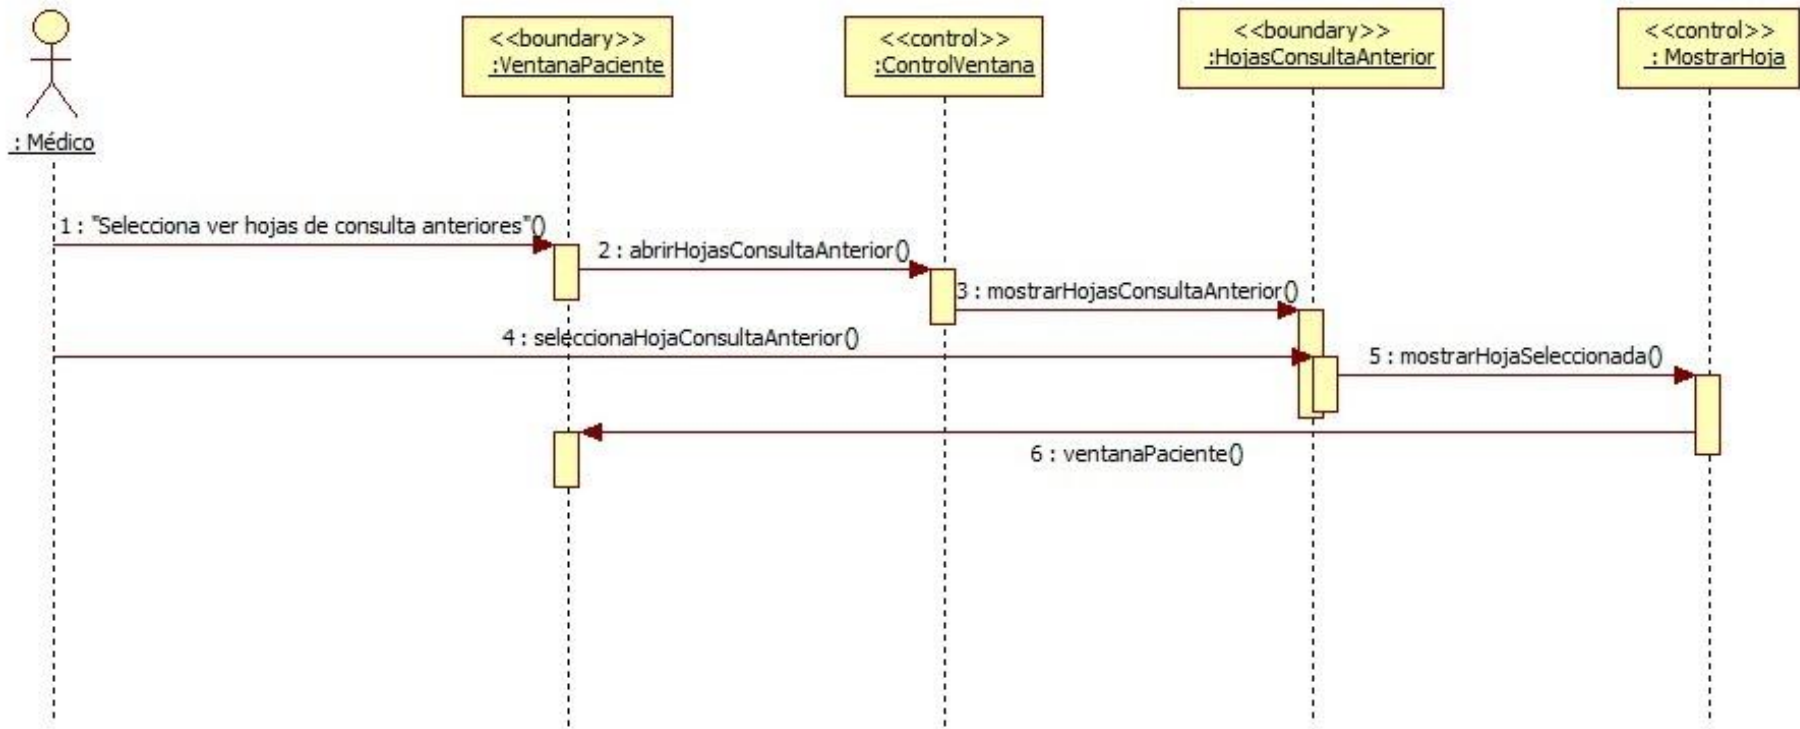 : Médico
<<boundary>>
:VentanaPaciente
<<control>>
:ControlVentana
<<boundary>>
:HojasConsultaAnterior
<<control>>
: MostrarHoja
1 : "Selecciona ver hojas de consulta anteriores"()
2 : abrirHojasConsultaAnterior()
3 : mostrarHojasConsultaAnterior()
4 : seleccionaHojaConsultaAnterior()
5 : mostrarHojaSeleccionada()
6 : ventanaPaciente()